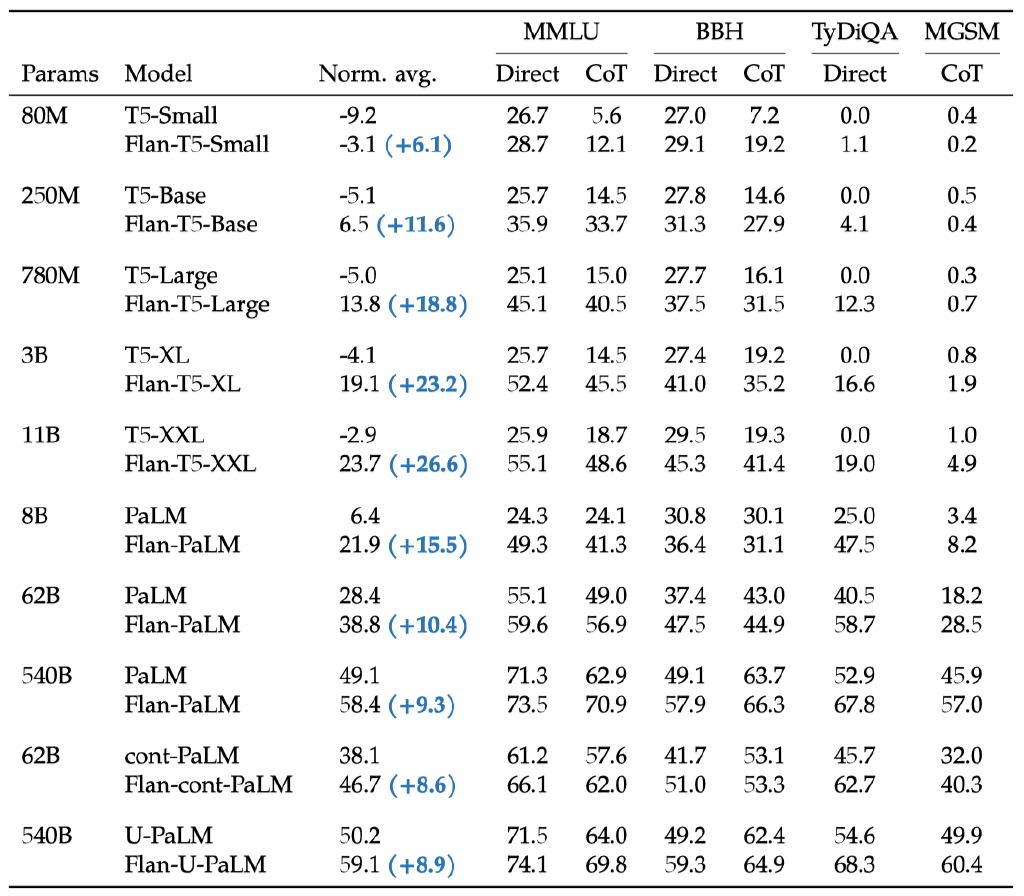 MMLU BBH TyDiQA MGSM
Params Model Norm. avg. Direct CoT Direct CoT Direct CoT
80M T5-Small -9.2 26.7 5.6 27.0 7.2 0.0 0.4
Flan-T5-Small -3.1 (+6.1) 28.7 12.1 29.1 19.2 1.1 0.2
250M T5-Base -5.1 25.7 14.5 27.8 14.6 0.0 0.5
Flan-T5-Base 6.5 (+11.6) 35.9 33.7 31.3 27.9 4.1 0.4
780M T5-Large -5.0 25.1 15.0 27.7 16.1 0.0 0.3
Flan-T5-Large 13.8 (+18.8) 45.1 40.5 37.5 31.5 12.3 0.7
3B T5-XL -4.1 25.7 14.5 27.4 19.2 0.0 0.8
Flan-T5-XL 19.1 (+23.2) 52.4 45.5 41.0 35.2 16.6 1.9
11B T5-XXL -2.9 25.9 18.7 29.5 19.3 0.0 1.0
Flan-T5-XXL 23.7 (+26.6) 55.1 48.6 45.3 41.4 19.0 4.9
8B PaLM 6.4 24.3 24.1 30.8 30.1 25.0 3.4
Flan-PaLM 21.9 (+15.5) 49.3 41.3 36.4 31.1 47.5 8.2
62B PaLM 28.4 55.1 49.0 37.4 43.0 40.5 18.2
Flan-PaLM 38.8 (+10.4) 59.6 56.9 47.5 44.9 58.7 28.5
540B PaLM 49.1 71.3 62.9 49.1 63.7 52.9 45.9
Flan-PaLM 58.4 (+9.3) 73.5 70.9 57.9 66.3 67.8 57.0
62B cont-PaLM 38.1 61.2 57.6 41.7 53.1 45.7 32.0
Flan-cont-PaLM 46.7 (+8.6) 66.1 62.0 51.0 53.3 62.7 40.3
540B U-PaLM 50.2 71.5 64.0 49.2 62.4 54.6 49.9
Flan-U-PaLM 59.1 (+8.9) 74.1 69.8 59.3 64.9 68.3 60.4